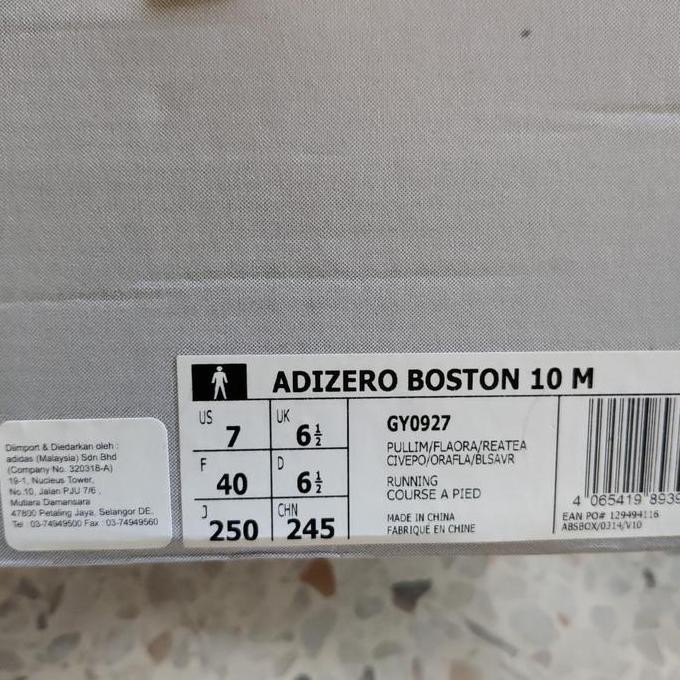 ADIZERO BOSTON 10 M
US 7 UK 6½
F 40 D 6½
J 250 CHN 245
GY0927
PULLIM/FLAORA/REATEA
CIVEPO/ORAFLA/BLSAVR
RUNNING
COURSE A PIED
MADE IN CHINA
FABRIQUÉ EN CHINE
4 065419 8939
EAN PO# 129494116
ABSBOX/0314/V10
Diimport & Diedarkan oleh :
adidas (Malaysia) Sdn Bhd
(Company No. 320318-A)
19-1, Nucleus Tower,
No.10, Jalan PJU 7/6 ,
Mutiara Damansara
47800 Petaling Jaya, Selangor DE.
Tel : 03-74949500 Fax : 03-74949560